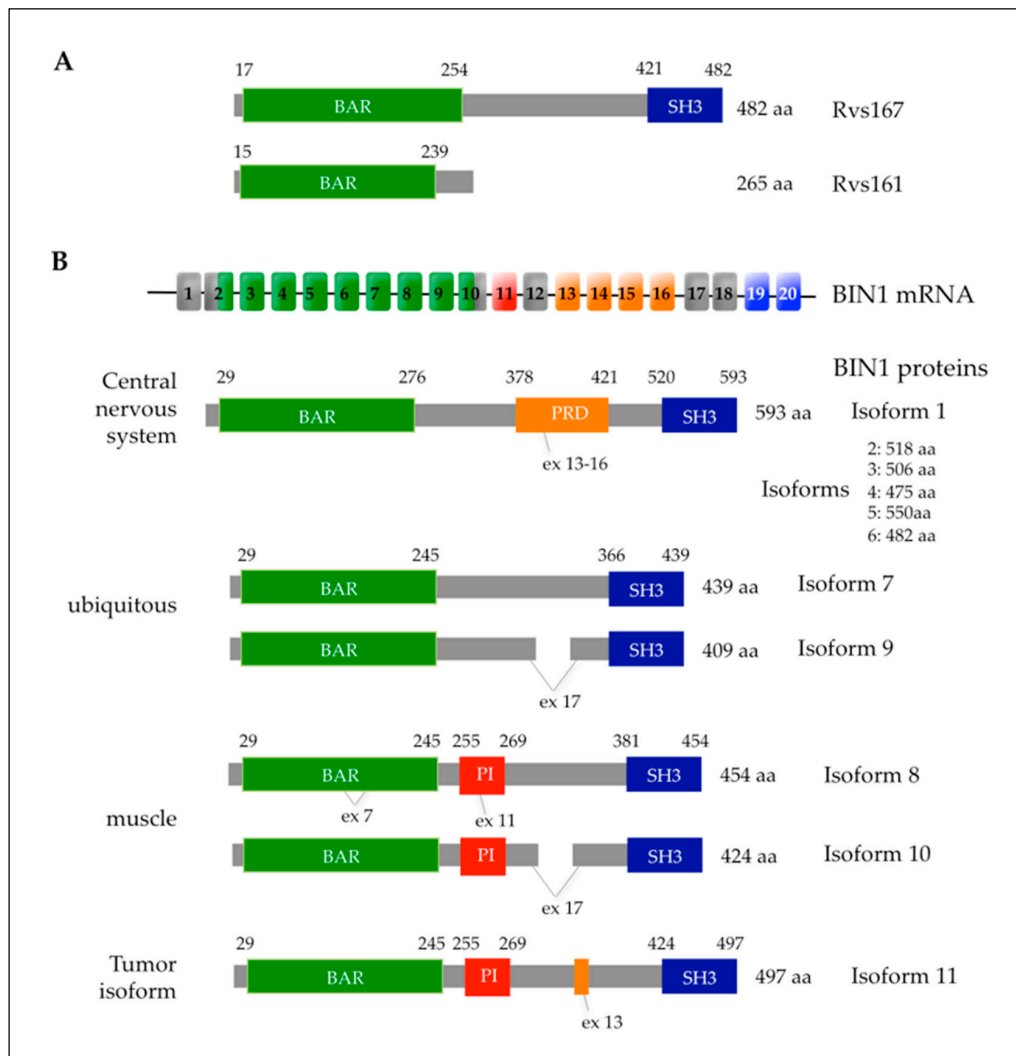 A
17 254 421 482
BAR SH3 482 aa Rvs167
15 239
BAR 265 aa Rvs161
B
1 2 3 4 5 6 7 8 9 10 11 12 13 14 15 16 17 18 19 20 BIN1 mRNA
BIN1 proteins
Central
nervous
system
29 276 378 421 520 593
BAR PRD SH3 593 aa Isoform 1
ex 13-16
Isoforms
2: 518 aa
3: 506 aa
4: 475 aa
5: 550aa
6: 482 aa
ubiquitous
29 245 366 439
BAR SH3 439 aa Isoform 7
BAR SH3 409 aa Isoform 9
ex 17
muscle
29 245 255 269 381 454
BAR PI SH3 454 aa Isoform 8
ex 7 ex 11
BAR PI SH3 424 aa Isoform 10
ex 17
Tumor
isoform
29 245 255 269 424 497
BAR PI SH3 497 aa Isoform 11
ex 13